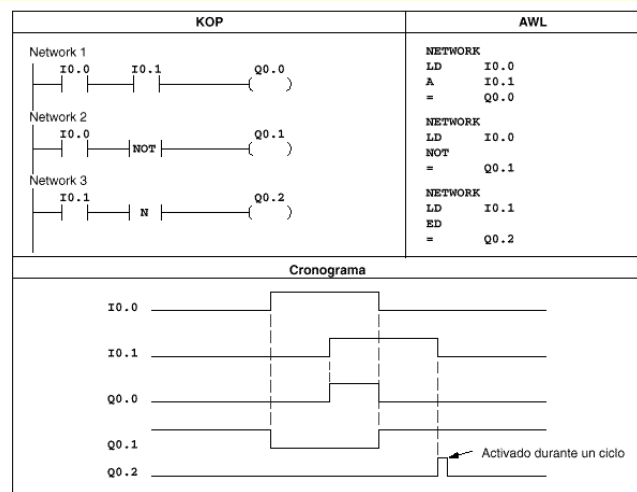 KOP
AWL
Network 1
I0.0 I0.1 Q0.0
Network 2
I0.0 NOT Q0.1
Network 3
I0.1 N Q0.2
NETWORK
LD I0.0
A I0.1
= Q0.0
NETWORK
LD I0.0
NOT
= Q0.1
NETWORK
LD I0.1
ED
= Q0.2
Cronograma
I0.0
I0.1
Q0.0
Q0.1
Activado durante un ciclo
Q0.2